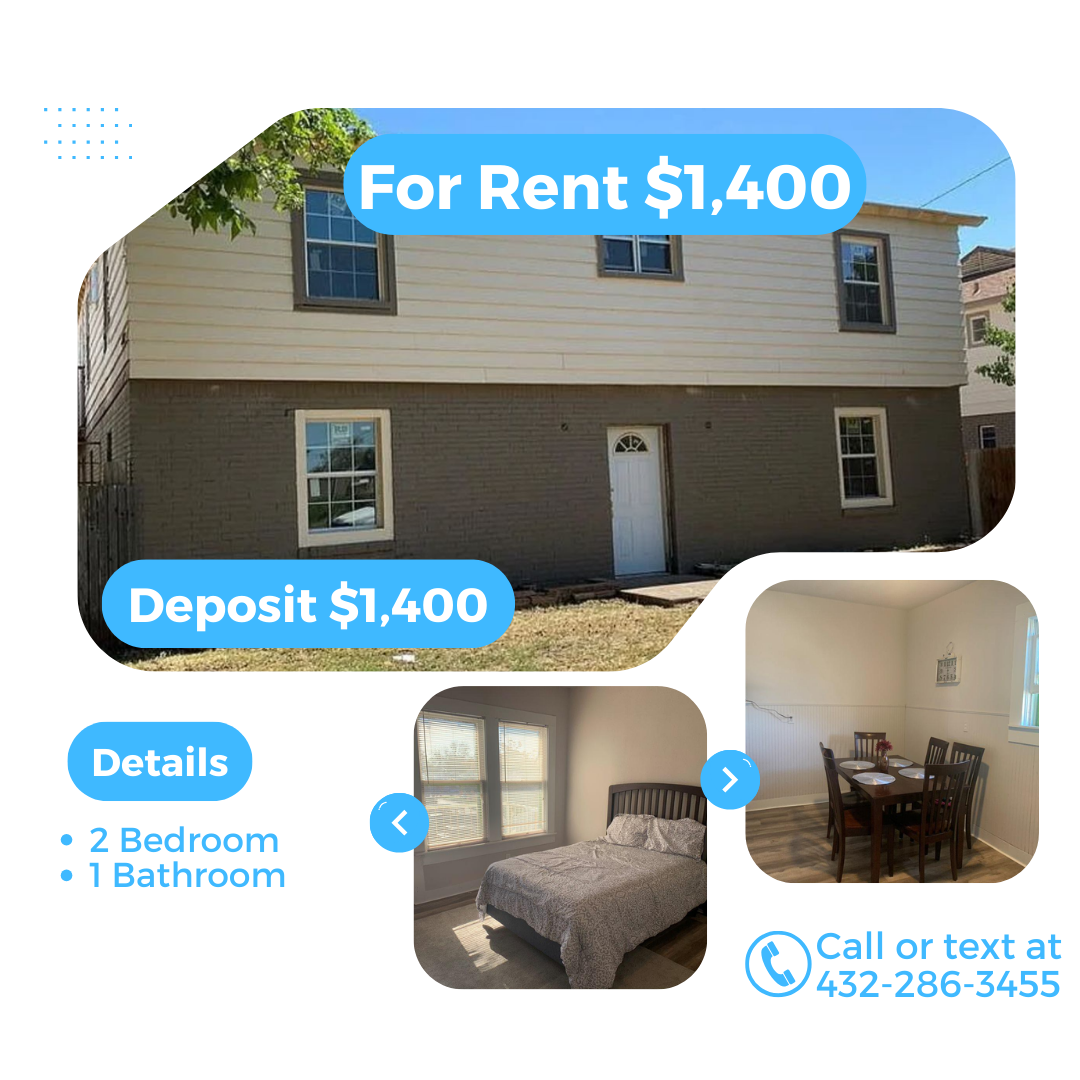 For Rent $1,400
Deposit $1,400
Details
2 Bedroom
1 Bathroom
Call or text at
432-286-3455